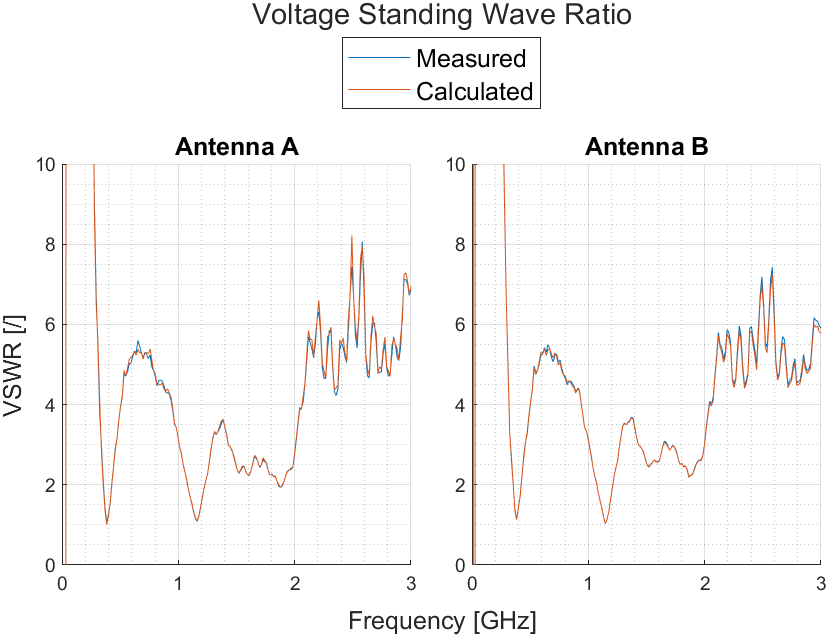 Voltage Standing Wave Ratio
Measured
Calculated
Antenna A
Antenna B
10
8
6
4
2
0
0
1
2
3
10
8
6
4
2
0
0
1
2
3
VSWR [/]
Frequency [GHz]